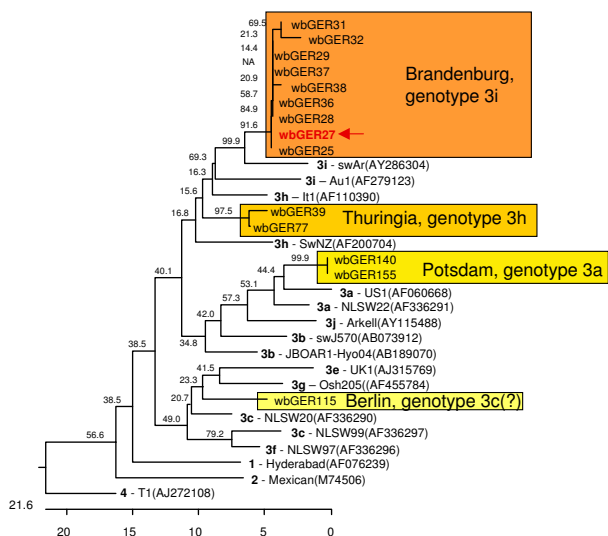 69.5
wbGER31
21.3
wbGER32
14.4
wbGER29
NA
wbGER37
20.9
wbGER38
58.7
wbGER36
84.9
wbGER28
91.6
wbGER27
wbGER25
Brandenburg,
genotype 3i
99.9
3i - swAr(AY286304)
69.3
16.3
3i – Au1(AF279123)
15.6
3h – It1(AF110390)
97.5
wbGER39
wbGER77
Thuringia, genotype 3h
16.8
3h - SwNZ(AF200704)
99.9
wbGER140
wbGER155
Potsdam, genotype 3a
40.1
44.4
53.1
3a - US1(AF060668)
57.3
3a - NLSW22(AF336291)
42.0
3j - Arkell(AY115488)
3b - swJ570(AB073912)
34.8
3b - JBOAR1-Hyo04(AB189070)
38.5
41.5
3e - UK1(AJ315769)
23.3
3g – Osh205((AF455784)
20.7
wbGER115
Berlin, genotype 3c(?)
38.5
3c - NLSW20(AF336290)
49.0
79.2
3c - NLSW99(AF336297)
56.6
3f – NLSW97(AF336296)
1 - Hyderabad(AF076239)
2 - Mexican(M74506)
4 - T1(AJ272108)
21.6
20 15 10 5 0